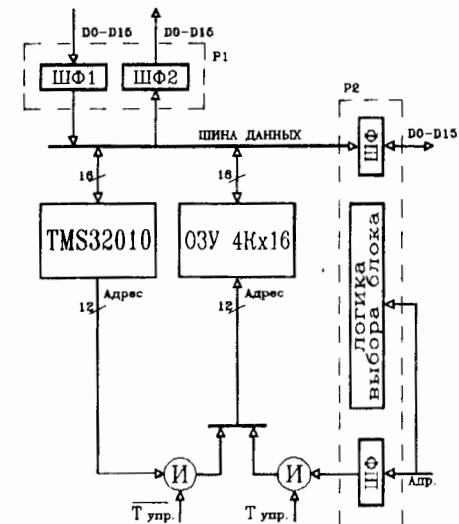 D0-D15 D0-D15
P1
ШФ1 ШФ2
P2
ШИНА ДАННЫХ
ШФ
D0-D15
16 16
TMS32010 ОЗУ 4Kx16
логика выбора блока
Адрес Адрес
12 12
И И
ШФ
Адр.
T упр. T упр.